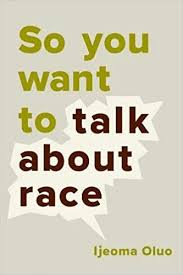 So you
want
to talk
about
race
Ijeoma Oluo